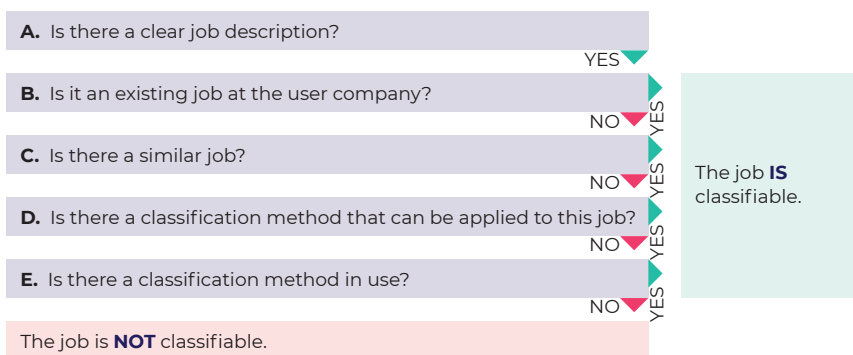 A. Is there a clear job description?
YES
B. Is it an existing job at the user company?
NO
YES
C. Is there a similar job?
NO
YES
D. Is there a classification method that can be applied to this job?
NO
YES
E. Is there a classification method in use?
NO
YES
The job IS
classifiable.
The job is NOT classifiable.